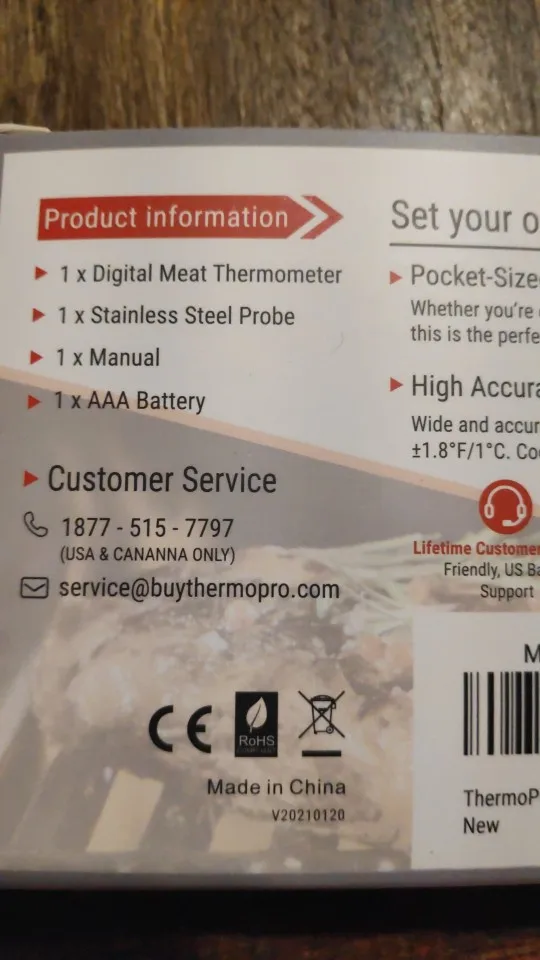 Product information
1 x Digital Meat Thermometer
1 x Stainless Steel Probe
1 x Manual
1 x AAA Battery
Customer Service
1877 - 515 - 7797
(USA & CANANNA ONLY)
service@buythermopro.com
CE
RoHS
Made in China
V20210120
Set your o
Pocket-Size
Whether you're
this is the perfe
High Accura
Wide and accur
±1.8°F/1°C. Co
Lifetime Customer
Friendly, US Ba
Support
M
ThermoP
New